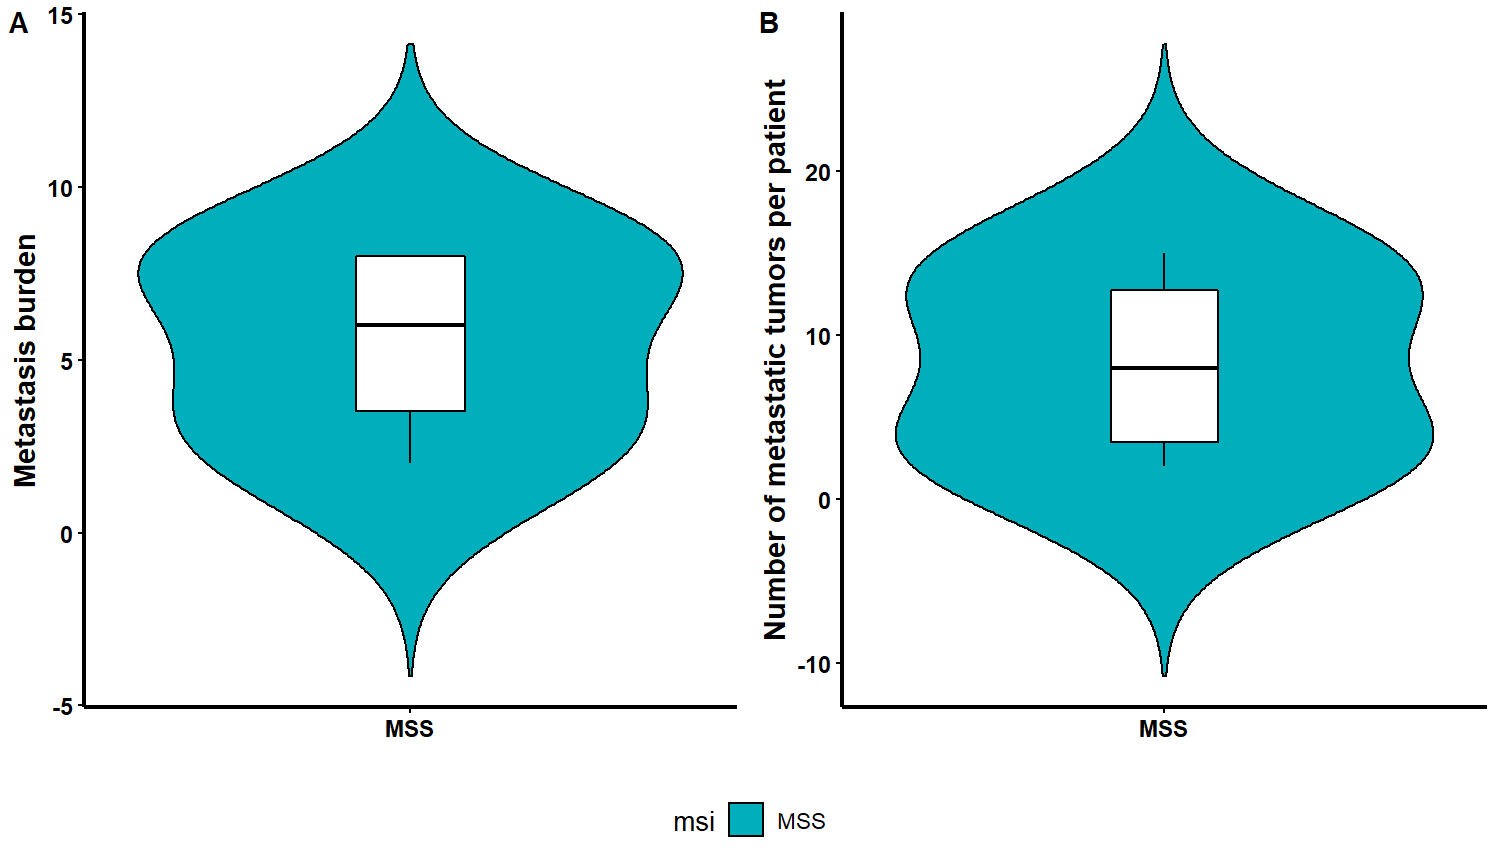 A
Metastasis burden
15
10
5
0
-5
MSS
B
Number of metastatic tumors per patient
20
10
0
-10
MSS
msi
MSS